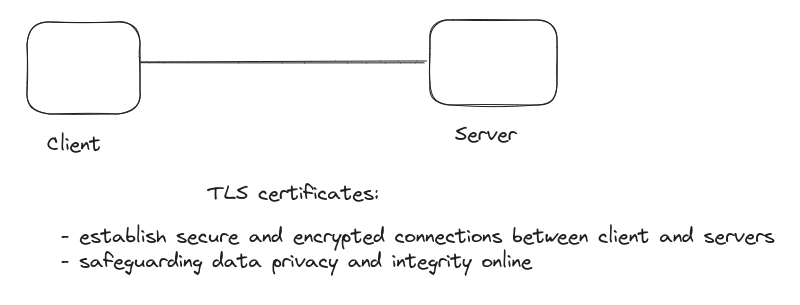 Client
Server
TLS certificates:
- establish secure and encrypted connections between client and servers
- safeguarding data privacy and integrity online